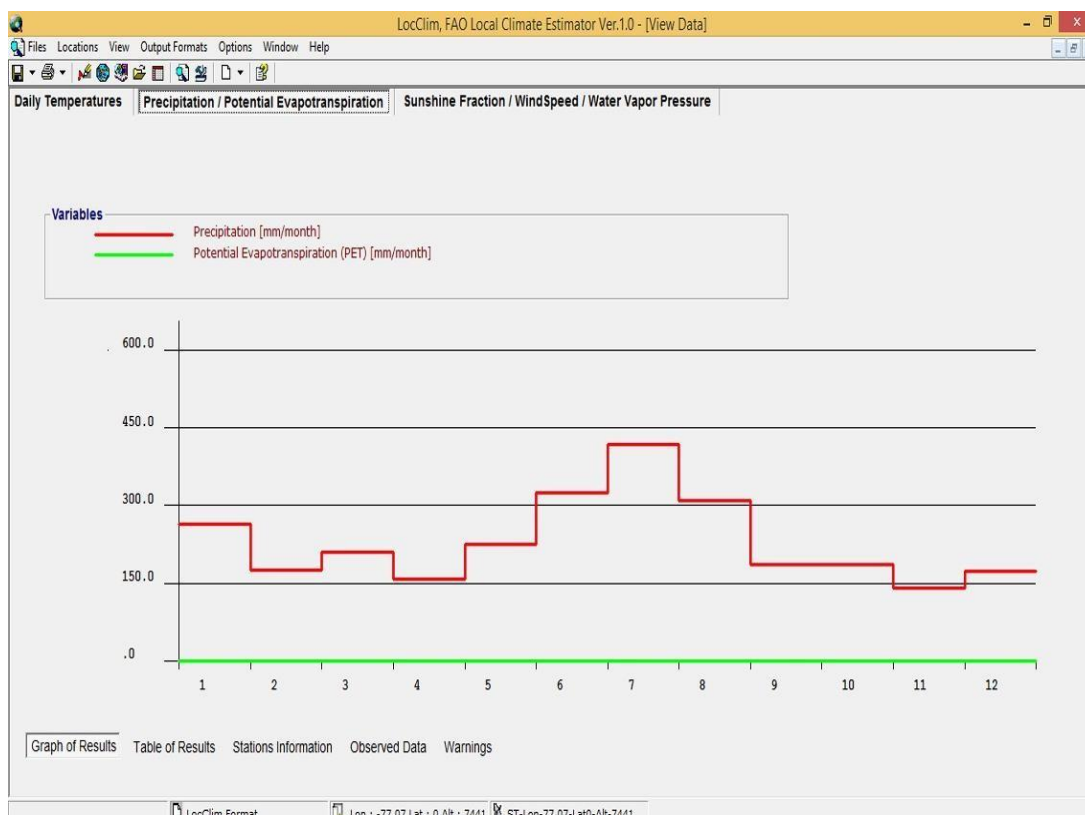 LocClim, FAO Local Climate Estimator Ver.1.0 - [View Data]
Files Locations View Output Formats Options Window Help
Daily Temperatures Precipitation / Potential Evapotranspiration Sunshine Fraction / WindSpeed / Water Vapor Pressure
Variables
Precipitation [mm/month]
Potential Evapotranspiration (PET) [mm/month]
600.0
450.0
300.0
150.0
.0
1 2 3 4 5 6 7 8 9 10 11 12
Graph of Results Table of Results Stations Information Observed Data Warnings
LocClim Format Lon : -77.07 Lat : 0 Alt : 7441 ST-Lon-77.07-Lat0-Alt-7441